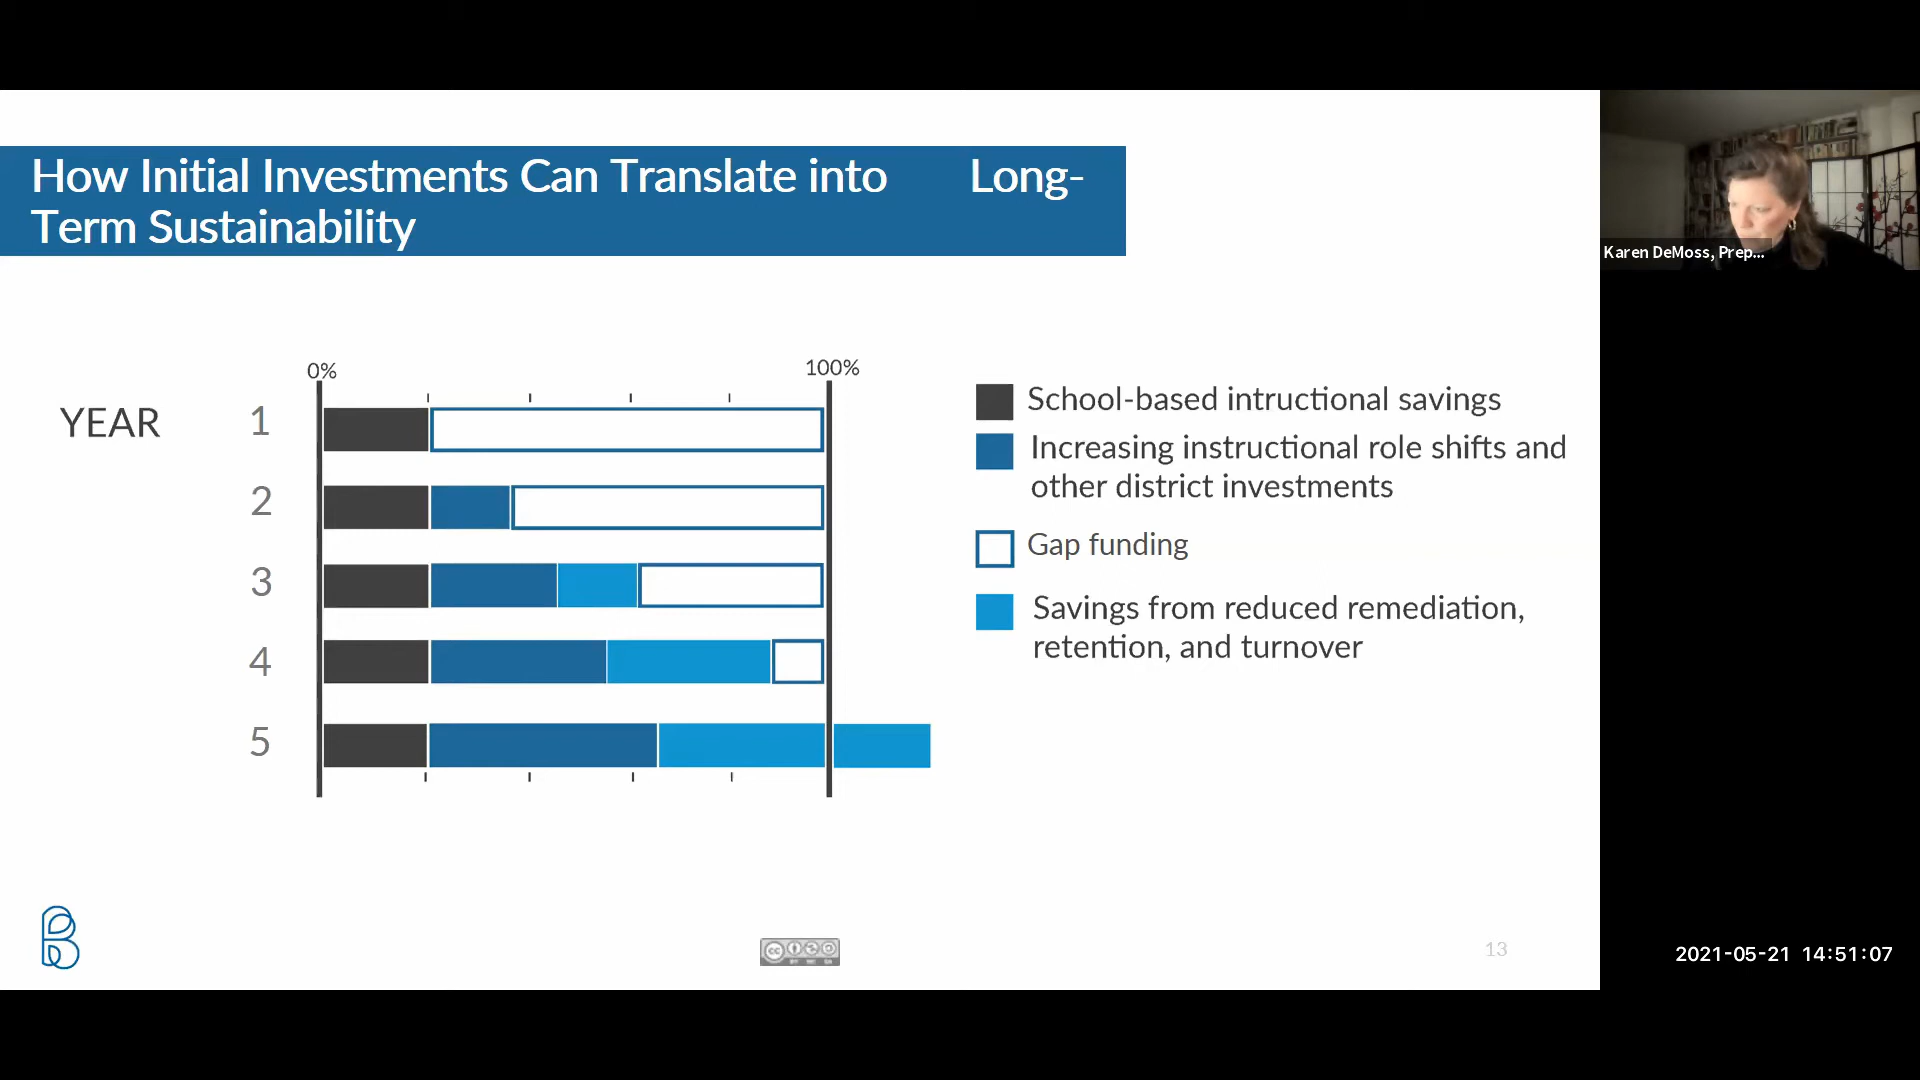 How Initial Investments Can Translate into Long-
Term Sustainability
Karen DeMoss, Prep...
0%
100%
YEAR
1
2
3
4
5
School-based intructional savings
Increasing instructional role shifts and
other district investments
Gap funding
Savings from reduced remediation,
retention, and turnover
cc
13
2021-05-21 14:51:07